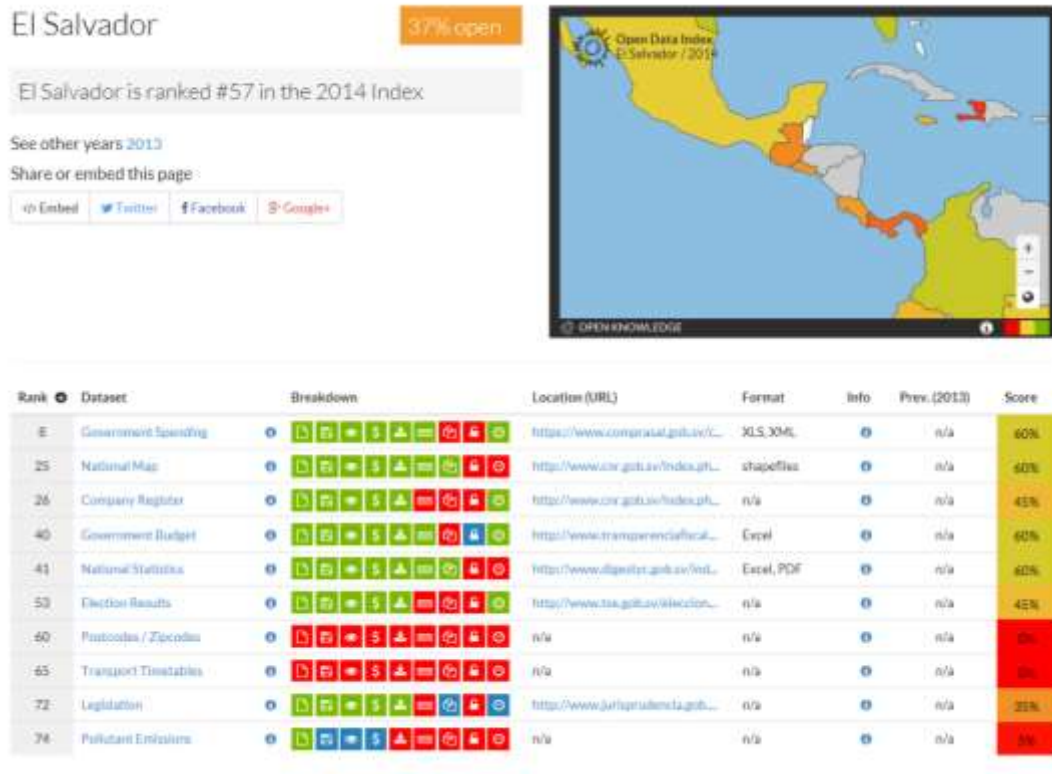 El Salvador
37% open
El Salvador is ranked #57 in the 2014 Index
See other years 2013
Share or embed this page
</> Embed Twitter Facebook Google+
Open Data Index
El Salvador / 2014
+
−
OPEN KNOWLEDGE
Rank Dataset Breakdown Location (URL) Format Info Prev. (2013) Score
Government Spending https://www.comprasal.gob.sv/c... XLS, XML n/a 60%
25 National Map http://www.cnr.gob.sv/index.ph... shapefiles n/a 60%
26 Company Register http://www.cnr.gob.sv/index.ph... n/a n/a 45%
40 Government Budget http://www.transparenciafiscal... Excel n/a 60%
41 National Statistics http://www.digestyc.gob.sv/ind... Excel, PDF n/a 60%
53 Election Results http://www.tse.gob.sv/eleccion... n/a n/a 45%
60 Postcodes / Zipcodes n/a n/a n/a 0%
65 Transport Timetables n/a n/a n/a 0%
72 Legislation http://www.jurisprudencia.gob.... n/a n/a 35%
74 Pollutant Emissions n/a n/a n/a 5%